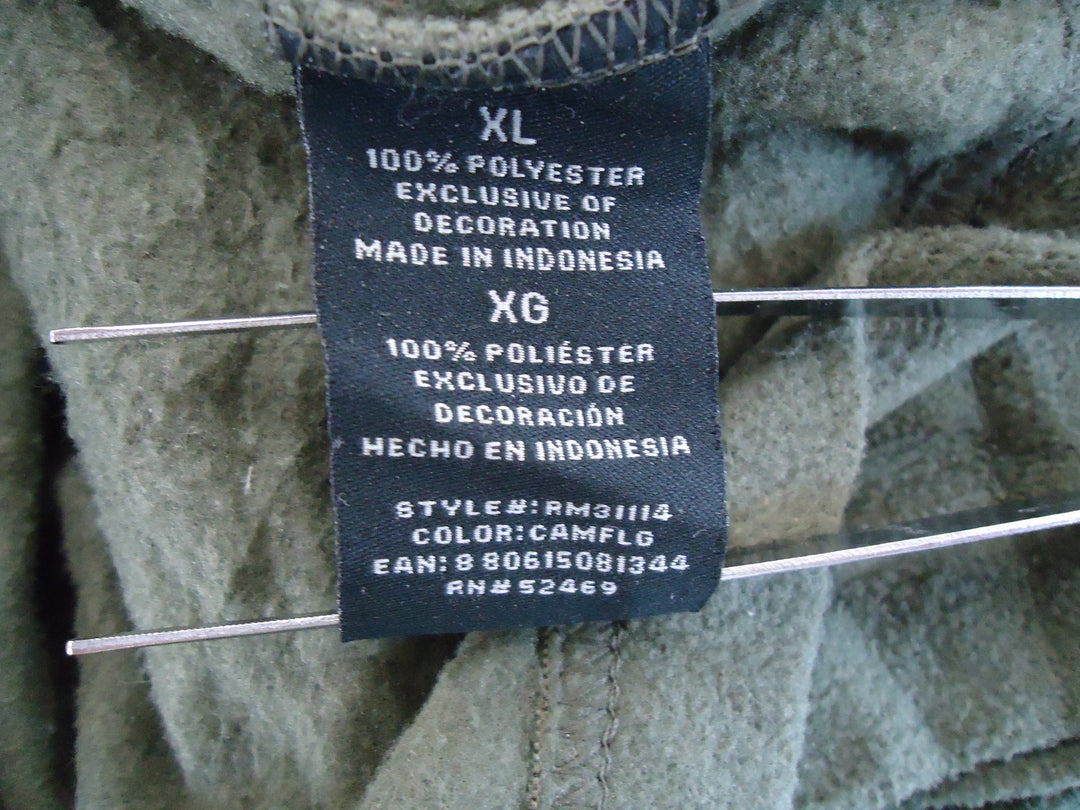 XL
100% POLYESTER
EXCLUSIVE OF
DECORATION
MADE IN INDONESIA
XG
100% POLIÉSTER
EXCLUSIVO DE
DECORACIÓN
HECHO EN INDONESIA
STYLE#: RM31114
COLOR: CAMFLG
EAN: 8 80615081344
RN# 52469